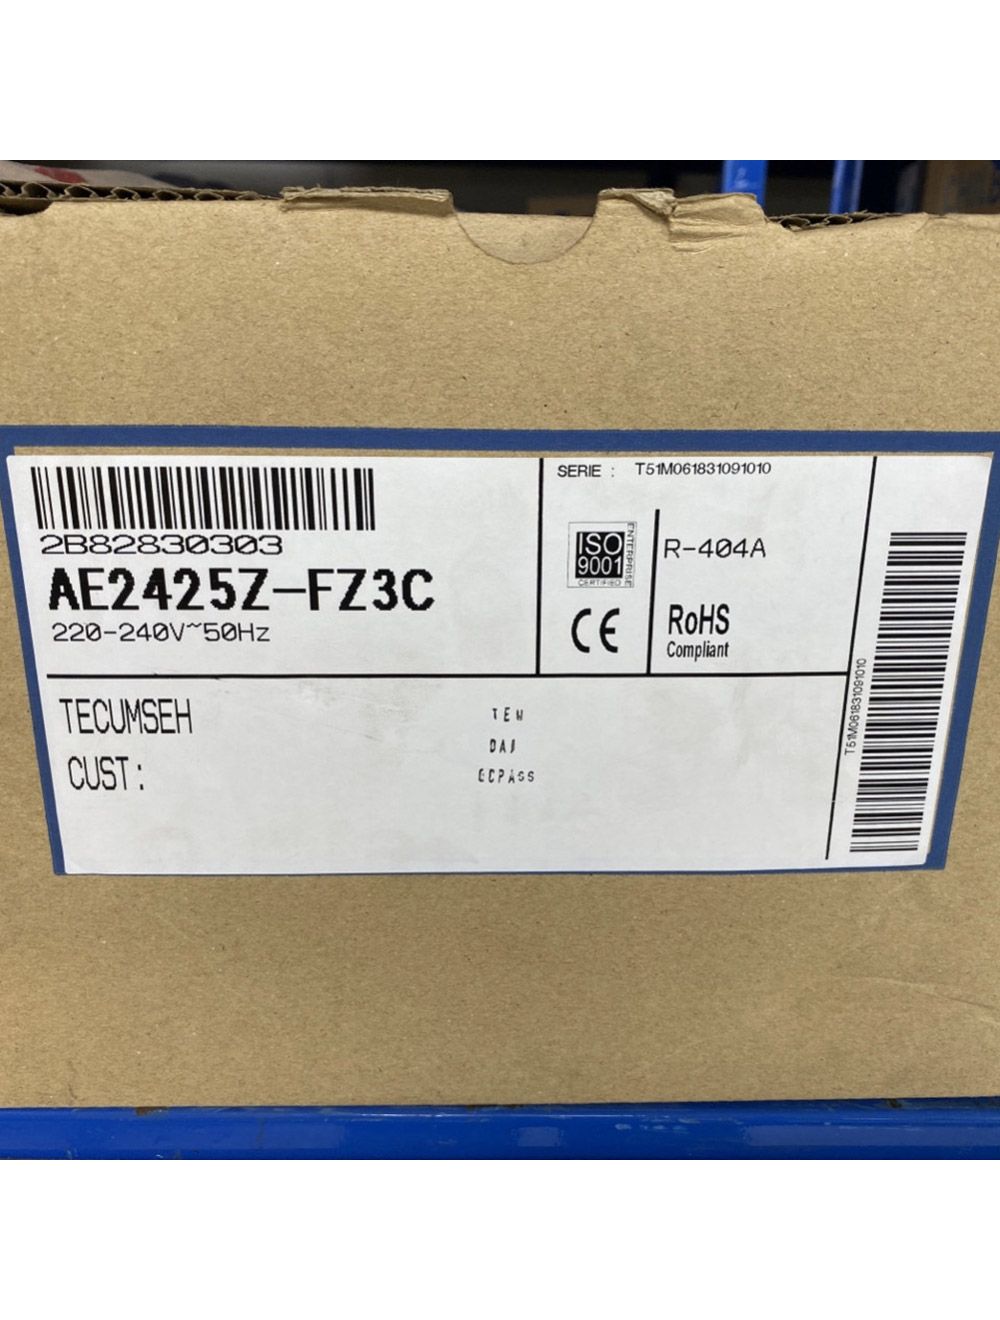 2B82830303
AE2425Z-FZ3C
220-240V~50Hz
SERIE : T51M061831091010
ISO
9001
CERTIFIED
ENTERPRISE
R-404A
CE
RoHS
Compliant
TECUMSEH
CUST:
TEW
DAJ
GCPASS
T51M061831091010